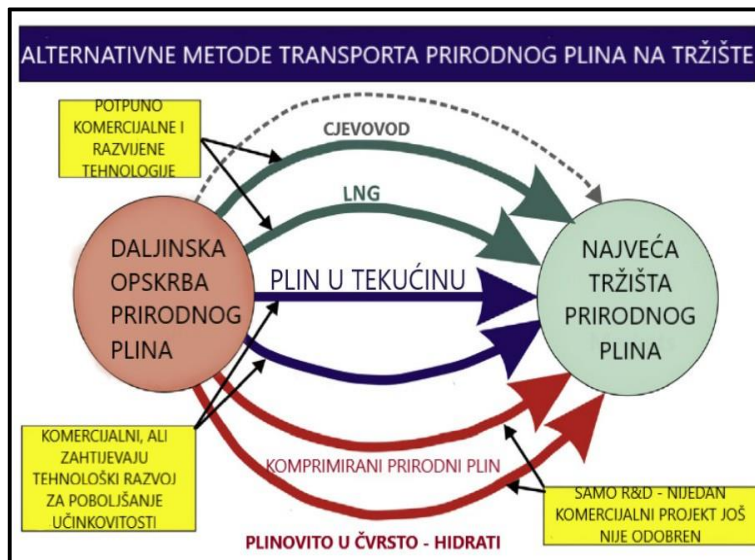 ALTERNATIVNE METODE TRANSPORTA PRIRODNOG PLINA NA TRŽIŠTE
POTPUNO
KOMERCIJALNE I
RAZVIJENE
TEHNOLOGIJE
CJEVOVOD
LNG
DALJINSKA
OPSKRBA
PRIRODNOG
PLINA
PLIN U TEKUĆINU
NAJVEĆA
TRŽIŠTA
PRIRODNOG
PLINA
KOMERCIJALNI, ALI
ZAHTIJEVAJU
TEHNOLOŠKI RAZVOJ
ZA POBOLJŠANJE
UČINKOVITOSTI
KOMPRIMIRANI PRIRODNI PLIN
SAMO R&D - NIJEDAN
KOMERCIJALNI PROJEKT JOŠ
NIJE ODOBREN
PLINOVITO U ČVRSTO - HIDRATI